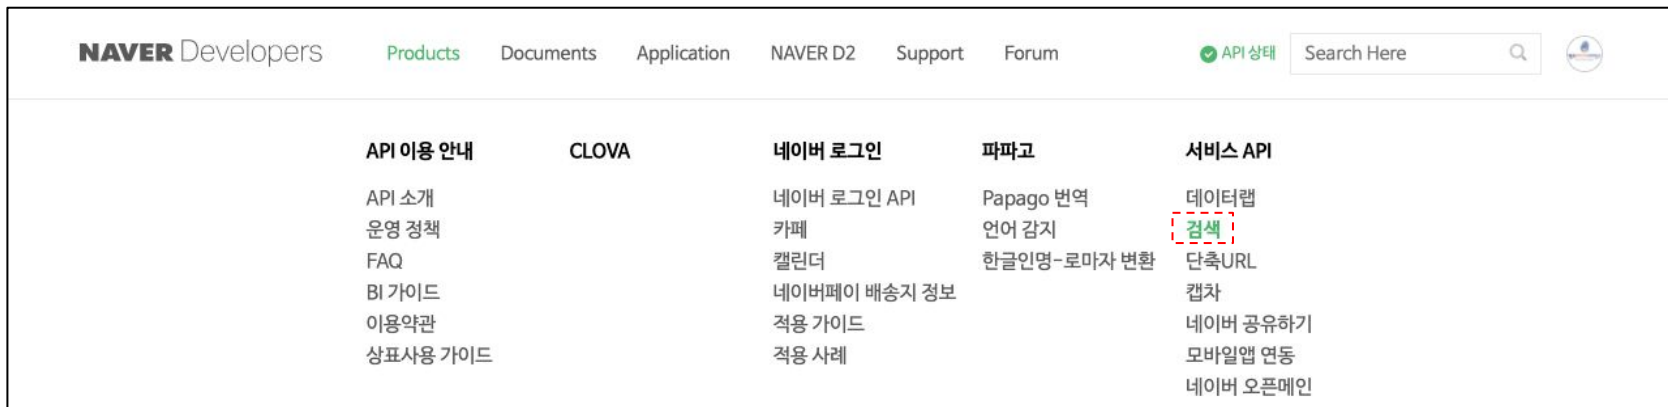 NAVER Developers Products Documents Application NAVER D2 Support Forum API 상태 Search Here
API 이용 안내
API 소개
운영 정책
FAQ
BI 가이드
이용약관
상표사용 가이드
CLOVA
네이버 로그인
네이버 로그인 API
카페
캘린더
네이버페이 배송지 정보
적용 가이드
적용 사례
파파고
Papago 번역
언어 감지
한글인명-로마자 변환
서비스 API
데이터랩
검색
단축URL
캡차
네이버 공유하기
모바일앱 연동
네이버 오픈메인